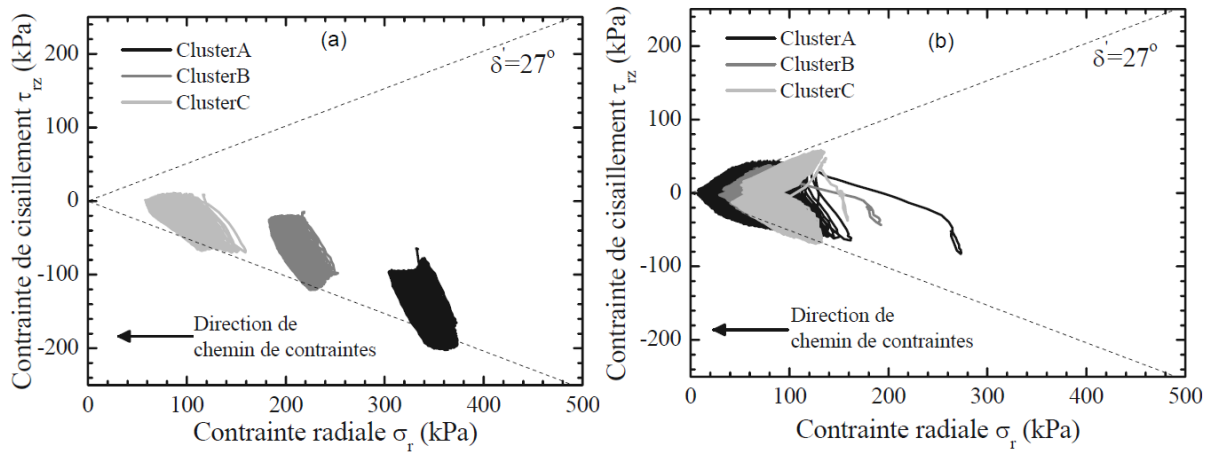 (a)
ClusterA
ClusterB
ClusterC
δ'=27°
200
100
0
-100
-200
Contrainte de cisaillement τrz (kPa)
Direction de
chemin de contraintes
0 100 200 300 400 500
Contrainte radiale σr (kPa)
(b)
ClusterA
ClusterB
ClusterC
δ'=27°
200
100
0
-100
-200
Contrainte de cisaillement τrz (kPa)
Direction de
chemin de contraintes
0 100 200 300 400 500
Contrainte radiale σr (kPa)